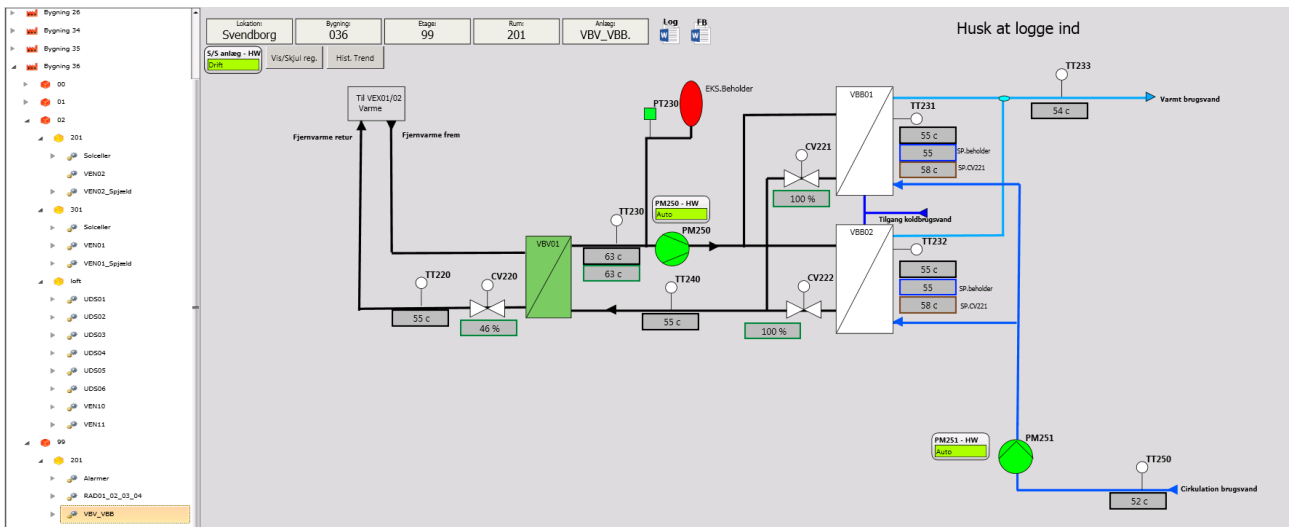 Bygning 26
Bygning 34
Bygning 35
Bygning 36
00
01
02
201
Solceller
VEN02
VEN02_Spjæld
301
Solceller
VEN01
VEN01_Spjæld
loft
UDS01
UDS02
UDS03
UDS04
UDS05
UDS06
VEN10
VEN11
99
201
Alarmer
RAD01_02_03_04
VBV_VBB
Lokation:
Svendborg
Bygning:
036
Etage:
99
Rum:
201
Anlæg:
VBV_VBB.
Log
FB
Husk at logge ind
S/S anlæg - HW
Drift
Vis/Skjul reg.
Hist. Trend
Til VEX01/02
Varme
Fjernvarme retur
Fjernvarme frem
PT230
EKS.Beholder
VBB01
TT233
54 c
Varmt brugsvand
TT231
55 c
55
SP.beholder
58 c
SP.CV221
CV221
100 %
PM250 - HW
Auto
PM250
TT230
63 c
63 c
VBV01
Tilgang koldbrugsvand
VBB02
TT232
55 c
55
SP.beholder
58 c
SP.CV221
TT220
55 c
CV220
46 %
TT240
55 c
CV222
100 %
PM251 - HW
Auto
PM251
TT250
52 c
Cirkulation brugsvand